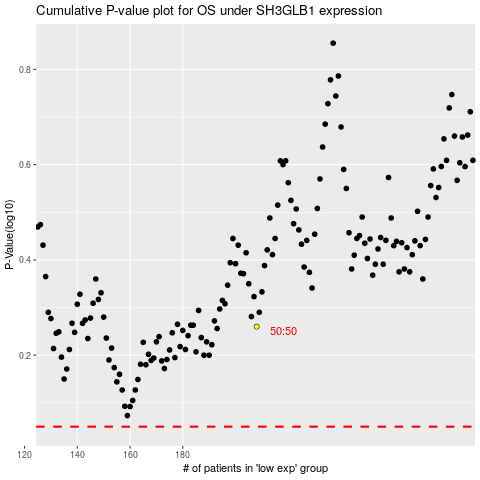 Cumulative P-value plot for OS under SH3GLB1 expression
P-Value(log10)
0.8
0.6
0.4
0.2
50:50
120 140 160 180
# of patients in 'low exp' group